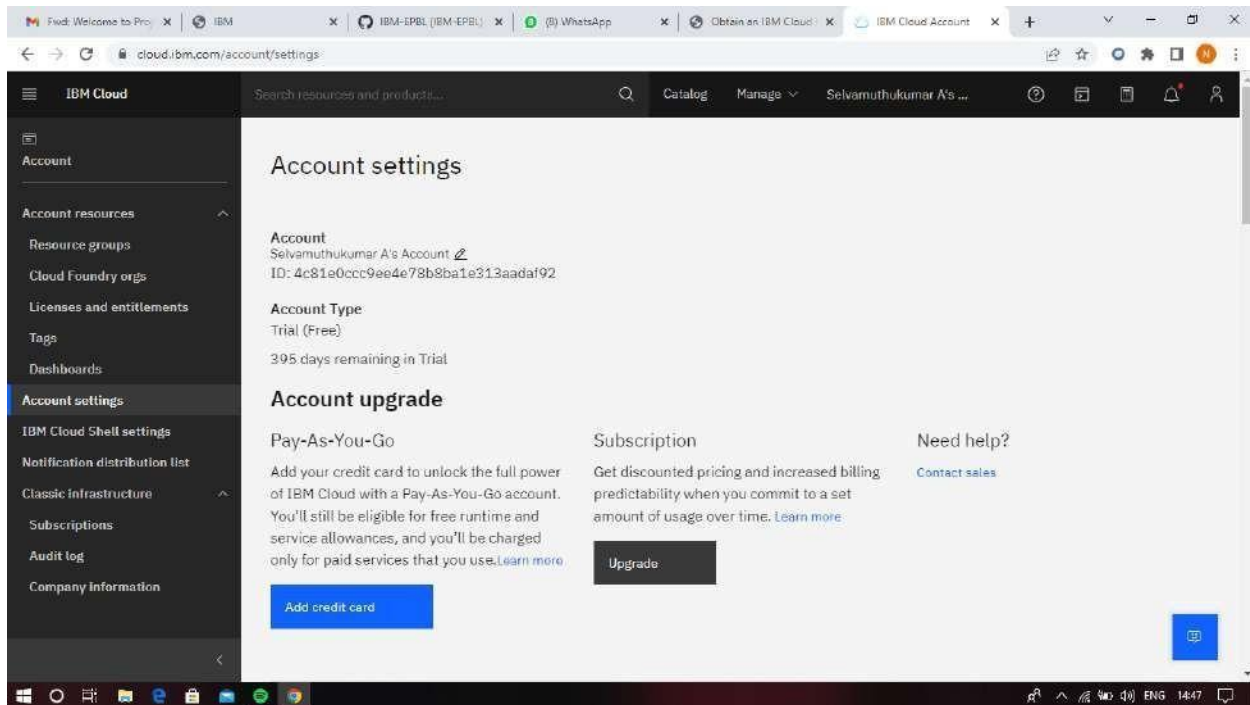 Fwd: Welcome to Proj
IBM
IBM-EPBL (IBM-EPBL)
(8) WhatsApp
Obtain an IBM Cloud
IBM Cloud Account
cloud.ibm.com/account/settings
N
IBM Cloud
Search resources and products...
Catalog
Manage
Selvamuthukumar A's ...
Account
Account resources
Resource groups
Cloud Foundry orgs
Licenses and entitlements
Tags
Dashboards
Account settings
IBM Cloud Shell settings
Notification distribution list
Classic infrastructure
Subscriptions
Audit log
Company information
Account settings
Account
Selvamuthukumar A's Account
ID: 4c81e0ccc9ee4e78b8ba1e313aadaf92
Account Type
Trial (Free)
395 days remaining in Trial
Account upgrade
Pay-As-You-Go
Add your credit card to unlock the full power
of IBM Cloud with a Pay-As-You-Go account.
You'll still be eligible for free runtime and
service allowances, and you'll be charged
only for paid services that you use.Learn more
Add credit card
Subscription
Get discounted pricing and increased billing
predictability when you commit to a set
amount of usage over time. Learn more
Upgrade
Need help?
Contact sales
ENG
14:47